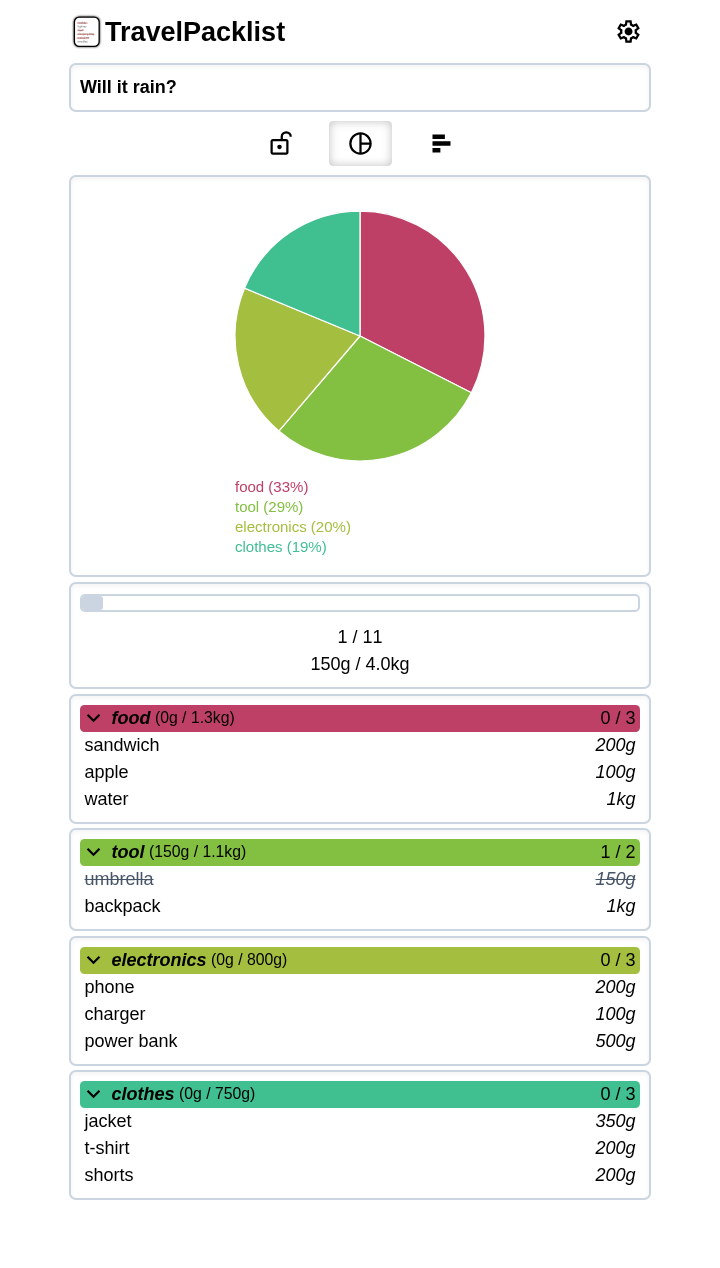 TravelPacklist
Will it rain?
food (33%)
tool (29%)
electronics (20%)
clothes (19%)
1 / 11
150g / 4.0kg
food (0g / 1.3kg) 0 / 3
sandwich 200g
apple 100g
water 1kg
tool (150g / 1.1kg) 1 / 2
umbrella 150g
backpack 1kg
electronics (0g / 800g) 0 / 3
phone 200g
charger 100g
power bank 500g
clothes (0g / 750g) 0 / 3
jacket 350g
t-shirt 200g
shorts 200g